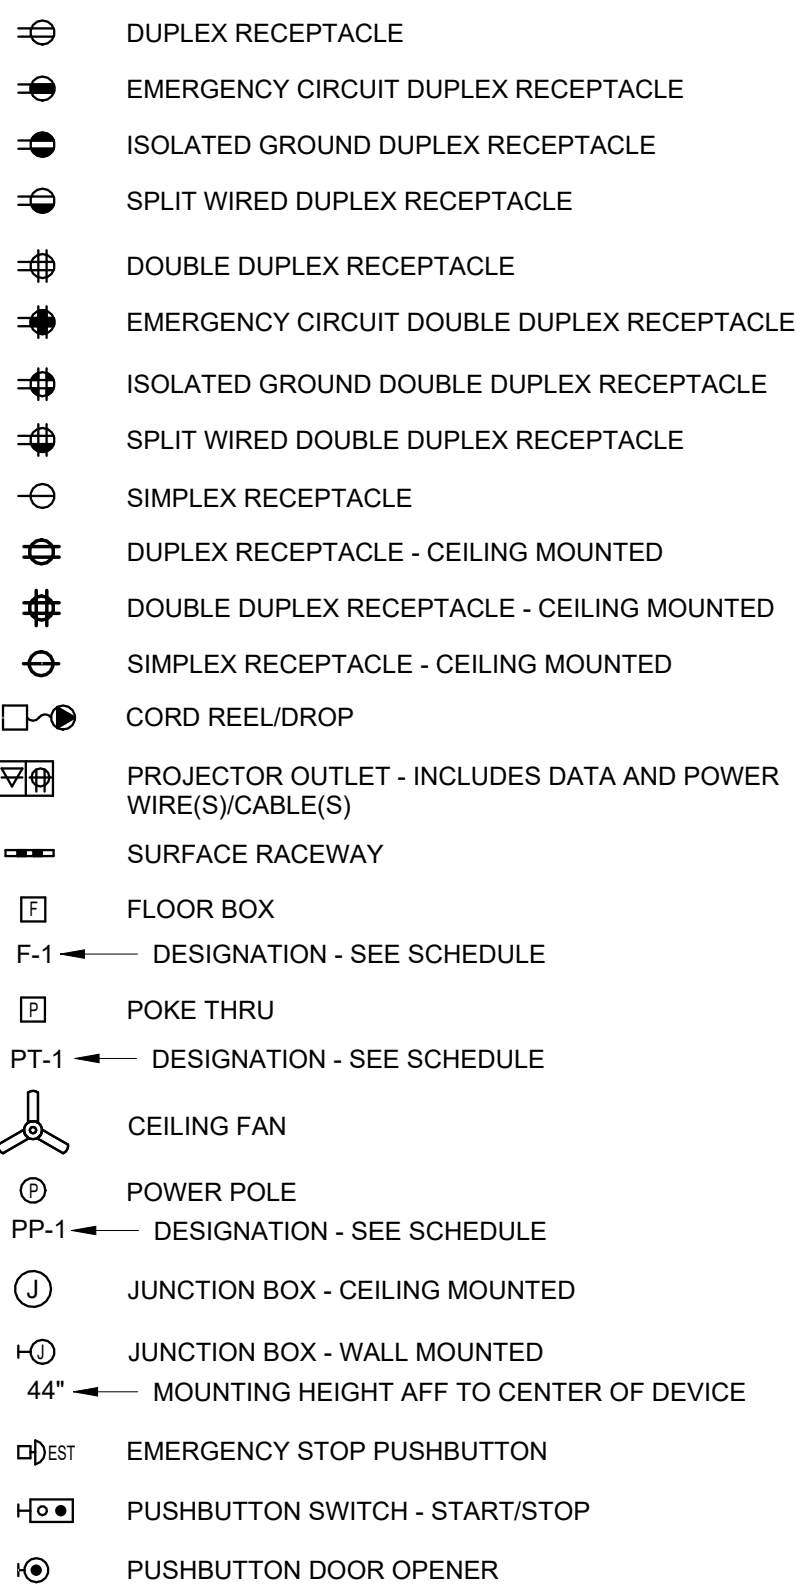 DUPLEX RECEPTACLE
EMERGENCY CIRCUIT DUPLEX RECEPTACLE
ISOLATED GROUND DUPLEX RECEPTACLE
SPLIT WIRED DUPLEX RECEPTACLE
DOUBLE DUPLEX RECEPTACLE
EMERGENCY CIRCUIT DOUBLE DUPLEX RECEPTACLE
ISOLATED GROUND DOUBLE DUPLEX RECEPTACLE
SPLIT WIRED DOUBLE DUPLEX RECEPTACLE
SIMPLEX RECEPTACLE
DUPLEX RECEPTACLE - CEILING MOUNTED
DOUBLE DUPLEX RECEPTACLE - CEILING MOUNTED
SIMPLEX RECEPTACLE - CEILING MOUNTED
CORD REEL/DROP
PROJECTOR OUTLET - INCLUDES DATA AND POWER
WIRE(S)/CABLE(S)
SURFACE RACEWAY
F FLOOR BOX
F-1 DESIGNATION - SEE SCHEDULE
P POKE THRU
PT-1 DESIGNATION - SEE SCHEDULE
CEILING FAN
P POWER POLE
PP-1 DESIGNATION - SEE SCHEDULE
J JUNCTION BOX - CEILING MOUNTED
J JUNCTION BOX - WALL MOUNTED
44" MOUNTING HEIGHT AFF TO CENTER OF DEVICE
EST EMERGENCY STOP PUSHBUTTON
PUSHBUTTON SWITCH - START/STOP
PUSHBUTTON DOOR OPENER